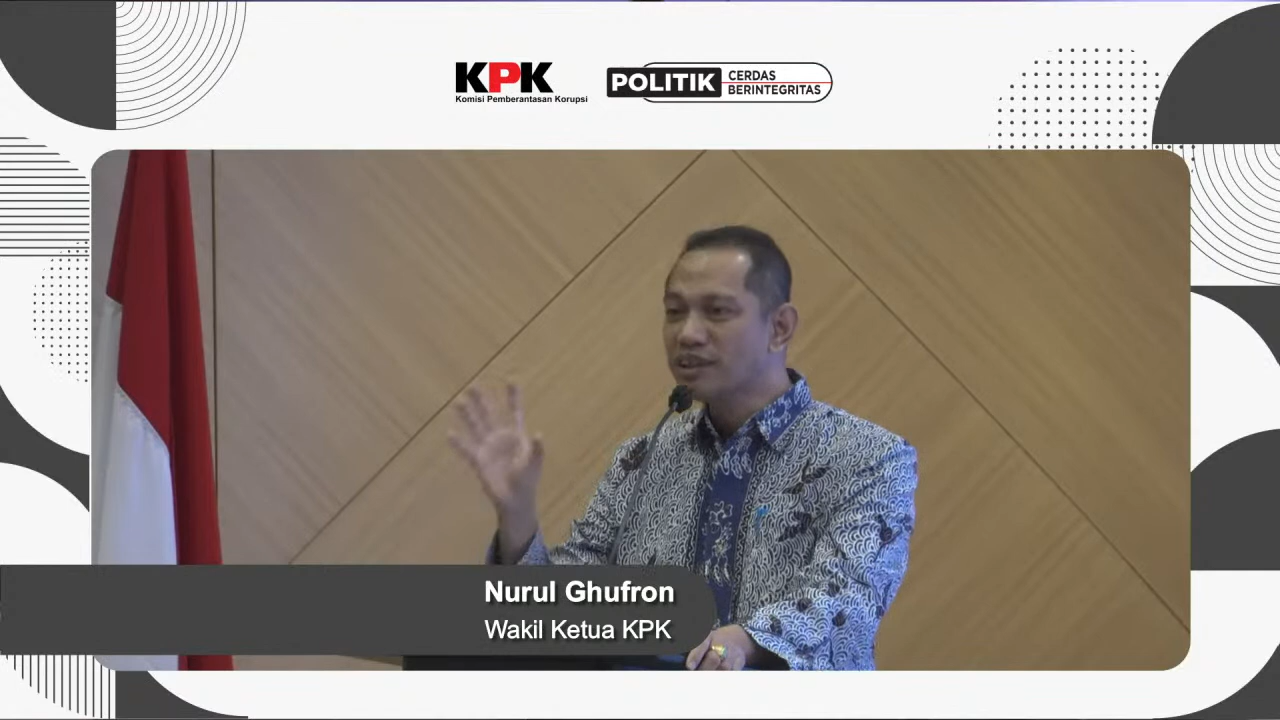 KPK
Komisi Pemberantasan Korupsi
POLITIK
CERDAS
BERINTEGRITAS
Nurul Ghufron
Wakil Ketua KPK